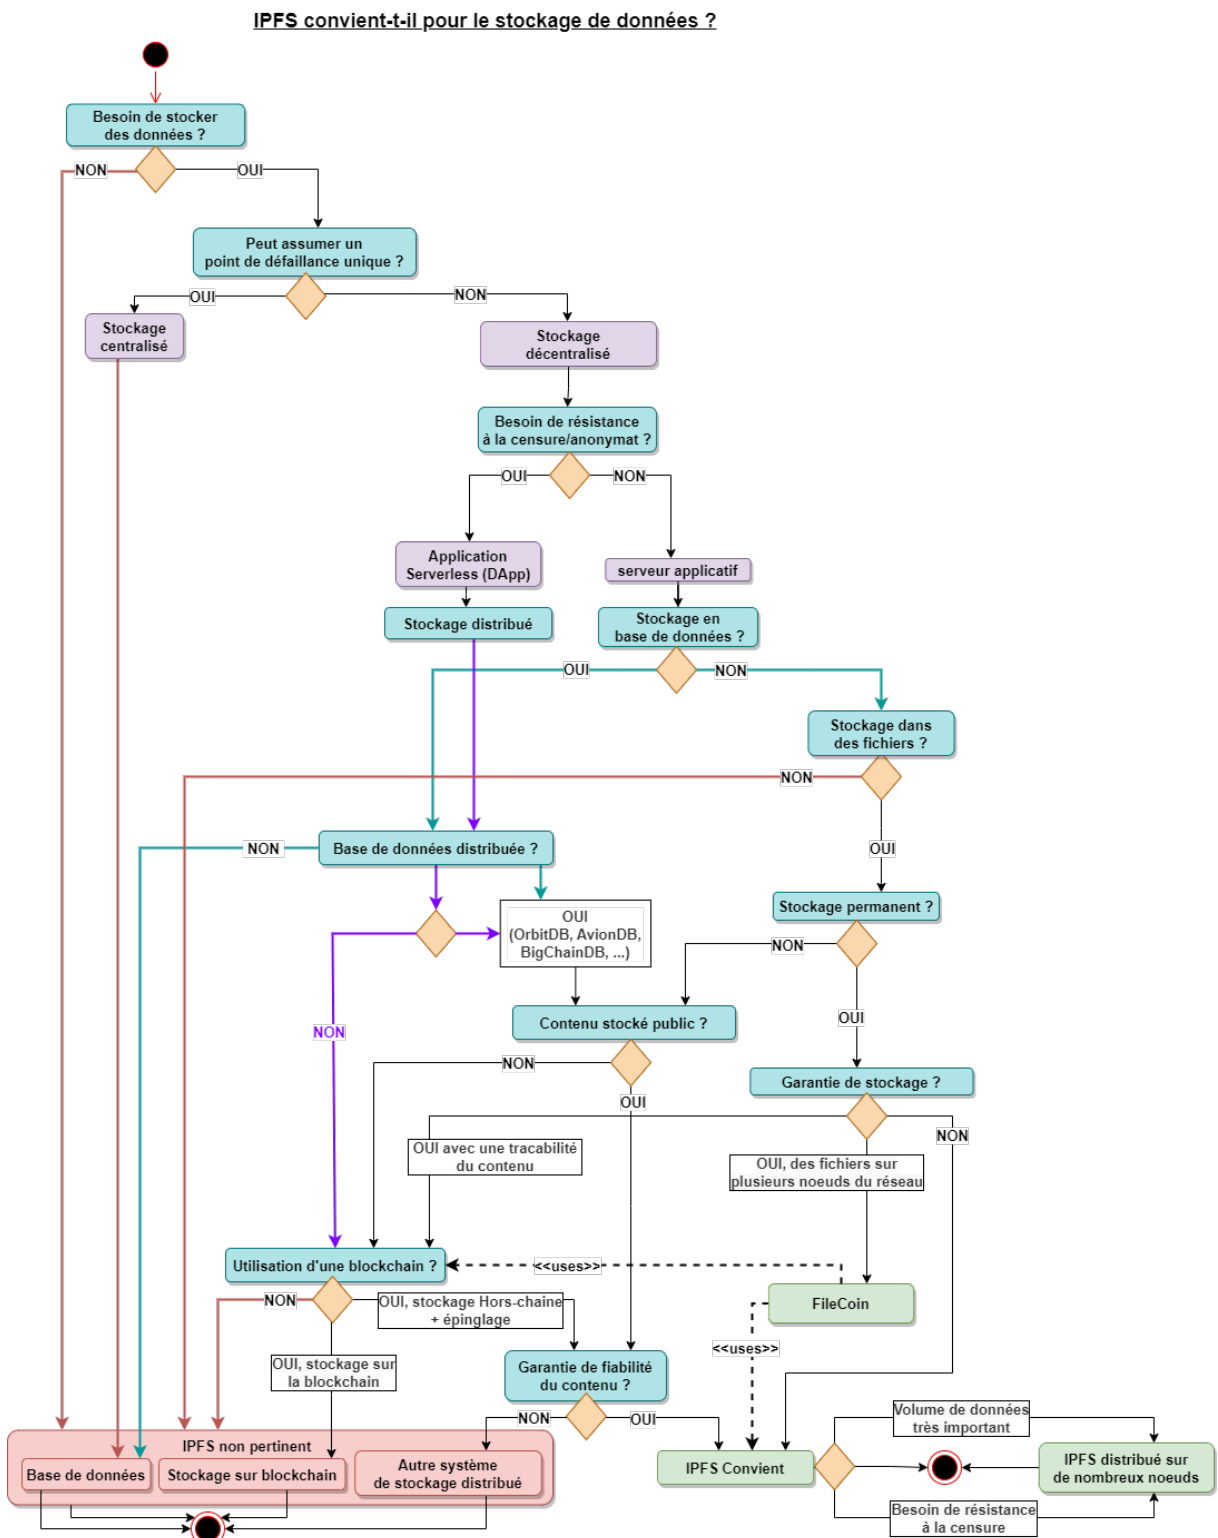 IPFS convient-t-il pour le stockage de données ?
Besoin de stocker
des données ?
NON
OUI
Peut assumer un
point de défaillance unique ?
OUI
NON
Stockage
centralisé
Stockage
décentralisé
Besoin de résistance
à la censure/anonymat ?
OUI
NON
Application
Serverless (DApp)
serveur applicatif
Stockage distribué
Stockage en
base de données ?
OUI
NON
Stockage dans
des fichiers ?
NON
OUI
Base de données distribuée ?
NON
OUI
(OrbitDB, AvionDB,
BigChainDB, ...)
Stockage permanent ?
NON
OUI
NON
Contenu stocké public ?
NON
OUI
Garantie de stockage ?
NON
OUI avec une tracabilité
du contenu
OUI, des fichiers sur
plusieurs noeuds du réseau
Utilisation d'une blockchain ?
<<uses>>
FileCoin
NON
OUI, stockage Hors-chaine
+ épinglage
<<uses>>
OUI, stockage sur
la blockchain
Garantie de fiabilité
du contenu ?
NON
OUI
Volume de données
très important
IPFS non pertinent
Base de données
Stockage sur blockchain
Autre système
de stockage distribué
IPFS Convient
IPFS distribué sur
de nombreux noeuds
Besoin de résistance
à la censure